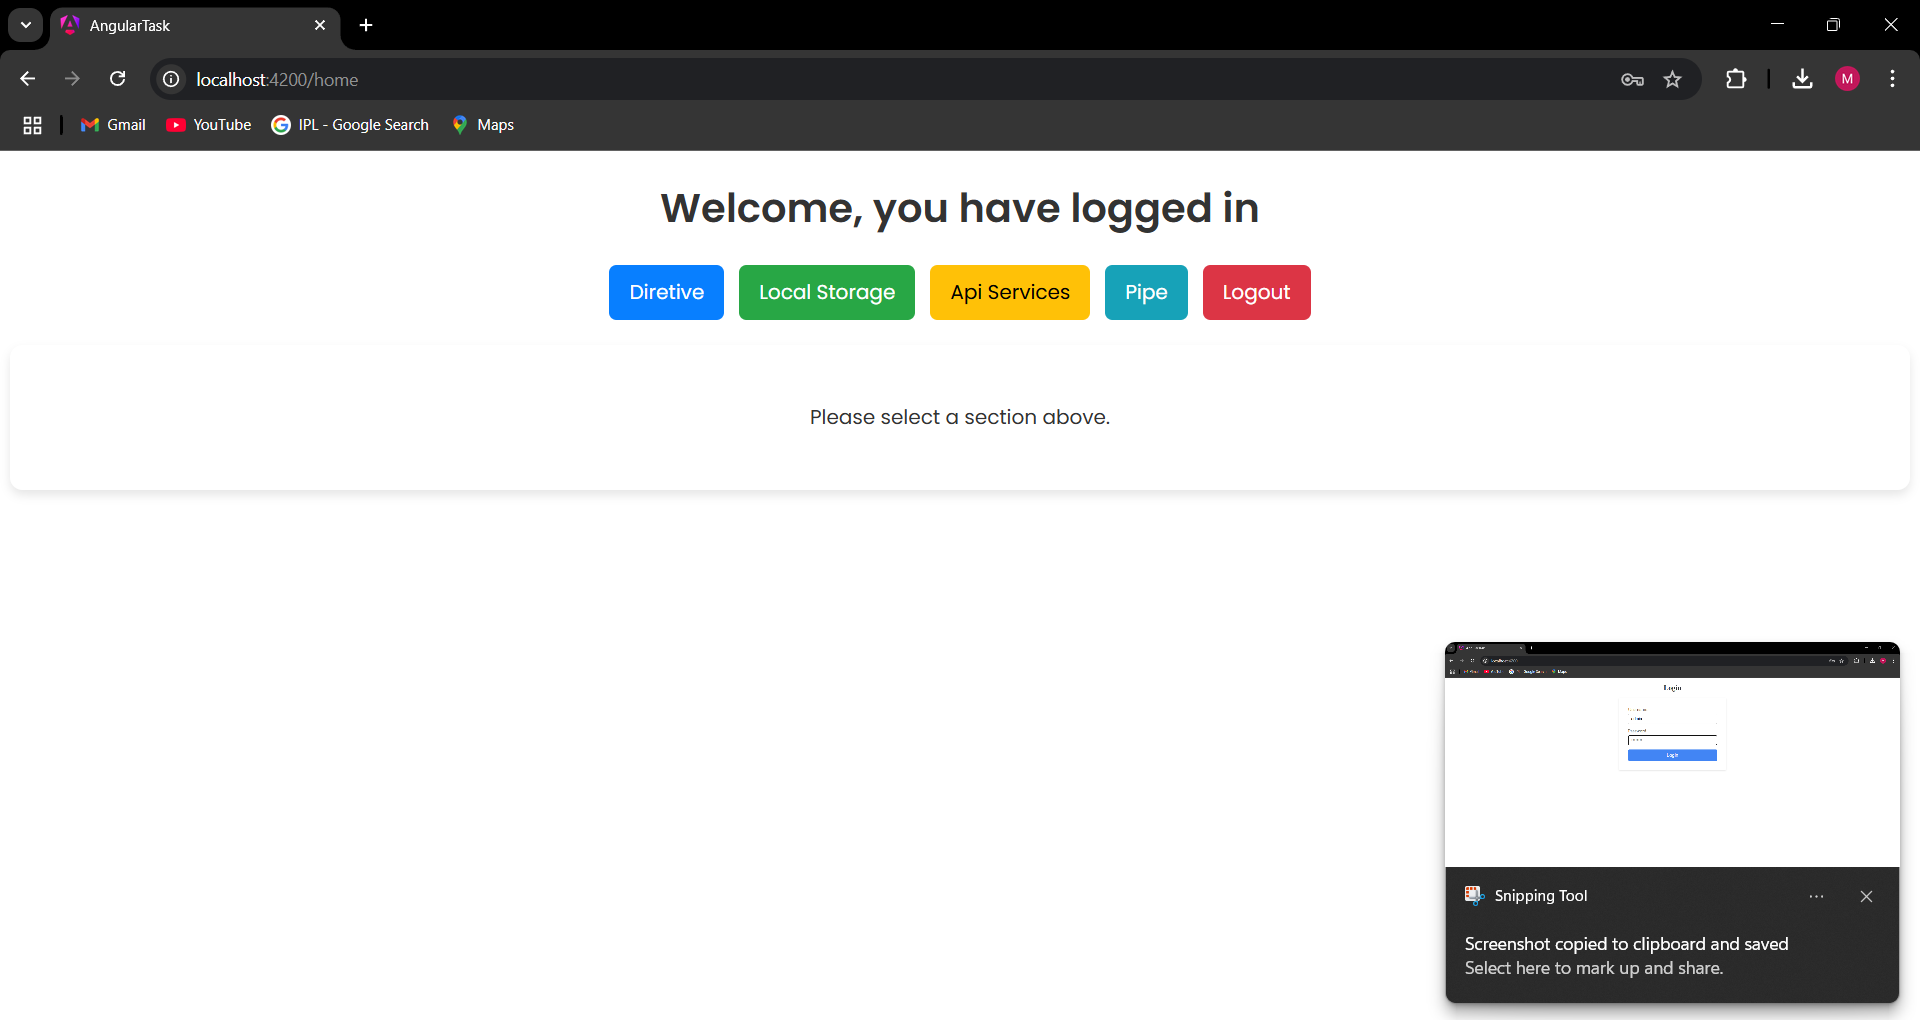 AngularTask
localhost:4200/home
M
Gmail
YouTube
IPL - Google Search
Maps
Welcome, you have logged in
Diretive
Local Storage
Api Services
Pipe
Logout
Please select a section above.
Login
Login
Snipping Tool
Screenshot copied to clipboard and saved
Select here to mark up and share.